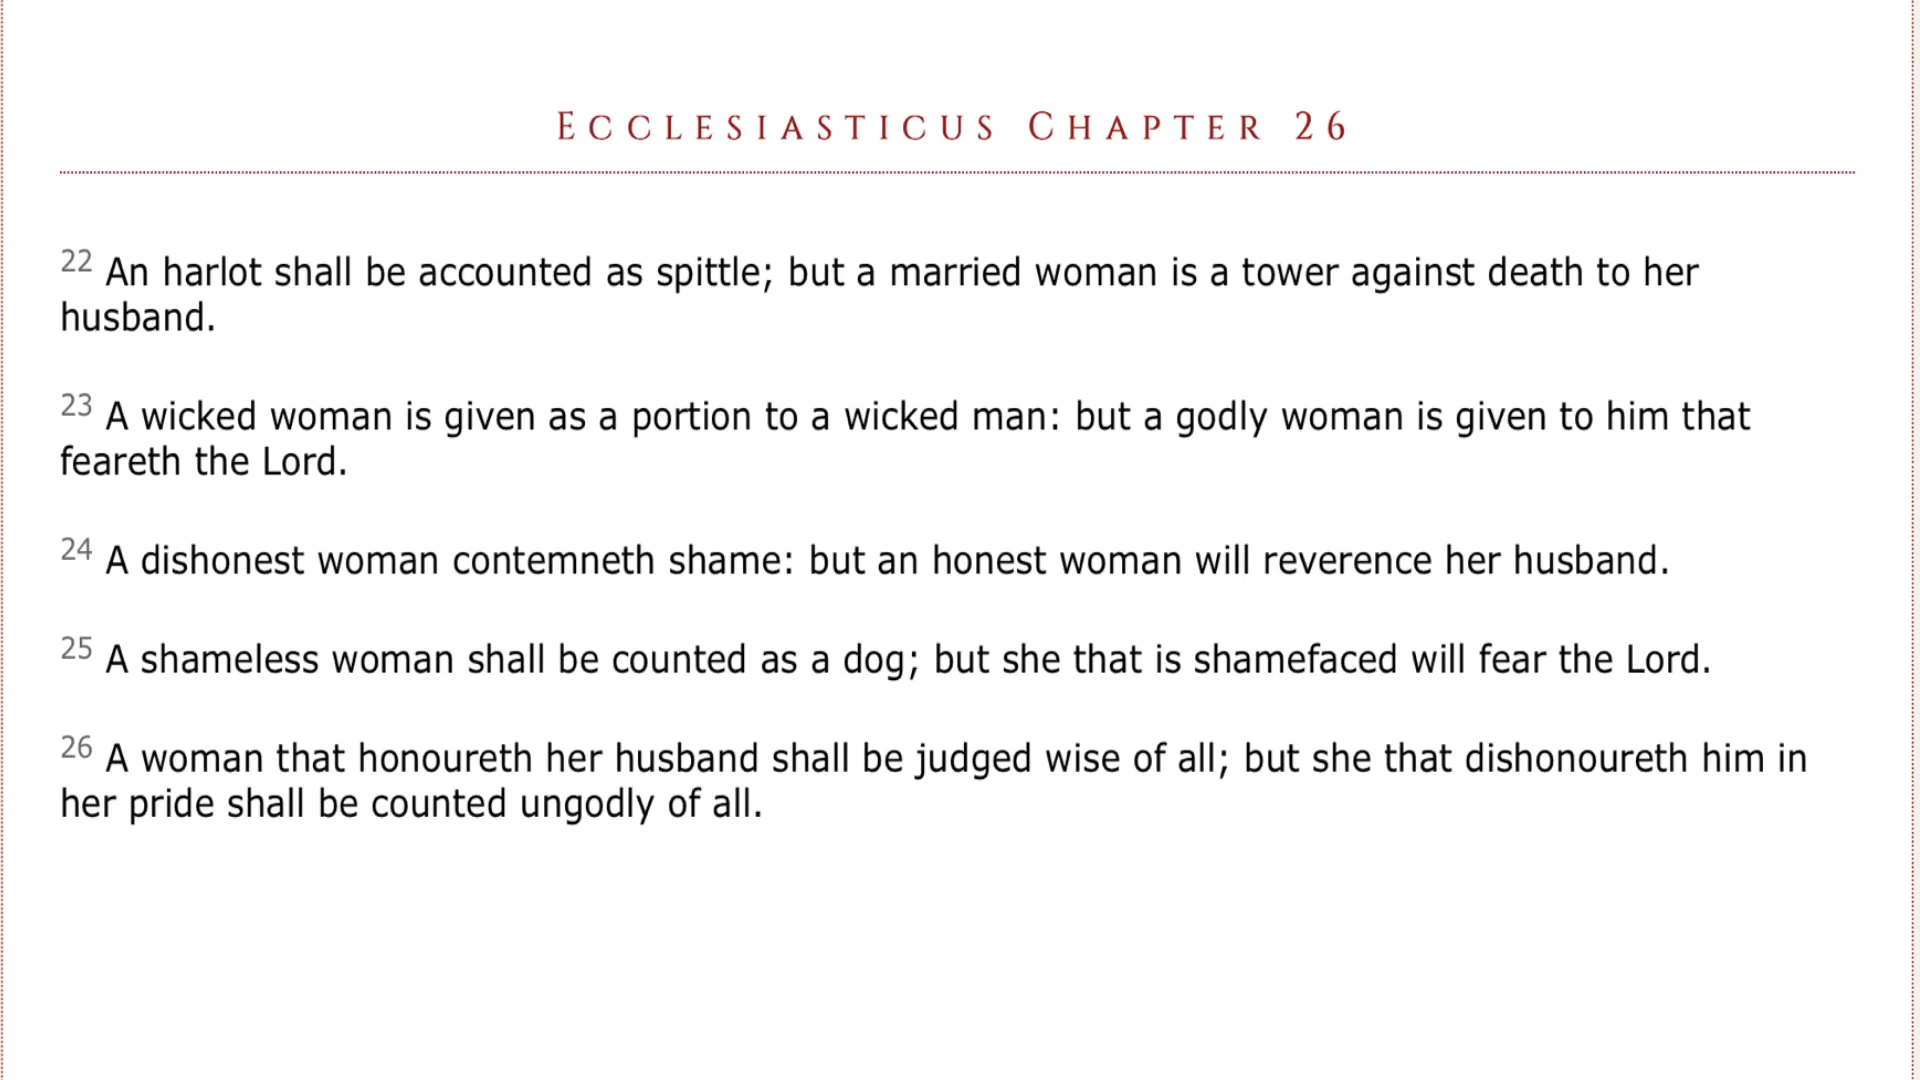 Ecclesiasticus Chapter 26
22 An harlot shall be accounted as spittle; but a married woman is a tower against death to her
husband.
23 A wicked woman is given as a portion to a wicked man: but a godly woman is given to him that
feareth the Lord.
24 A dishonest woman contemneth shame: but an honest woman will reverence her husband.
25 A shameless woman shall be counted as a dog; but she that is shamefaced will fear the Lord.
26 A woman that honoureth her husband shall be judged wise of all; but she that dishonoureth him in
her pride shall be counted ungodly of all.